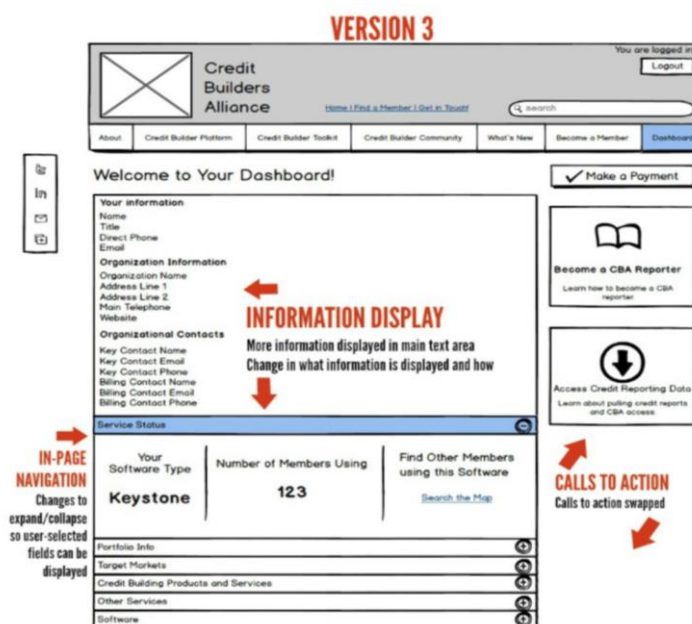 VERSION 3
You are logged in
Logout
Credit
Builders
Alliance
Home | Find a Member | Get in Touch!
search
About
Credit Builder Platform
Credit Builder Toolkit
Credit Builder Community
What's New
Become a Member
Dashboard
in
Welcome to Your Dashboard!
Make a Payment
Your information
Name
Title
Direct Phone
Email
Organization Information
Organization Name
Address Line 1
Address Line 2
Main Telephone
Website
Organizational Contacts
Key Contact Name
Key Contact Email
Key Contact Phone
Billing Contact Name
Billing Contact Email
Billing Contact Phone
INFORMATION DISPLAY
More information displayed in main text area
Change in what information is displayed and how
Become a CBA Reporter
Learn how to become a CBA
reporter
Access Credit Reporting Data
Learn about pulling credit reports
and CBA access
Service Status
IN-PAGE
NAVIGATION
Changes to
expand/collapse
so user-selected
fields can be
displayed
Your
Software Type
Keystone
Number of Members Using
123
Find Other Members
using this Software
Search the Map
CALLS TO ACTION
Calls to action swapped
Portfolio Info
Target Markets
Credit Building Products and Services
Other Services
Software